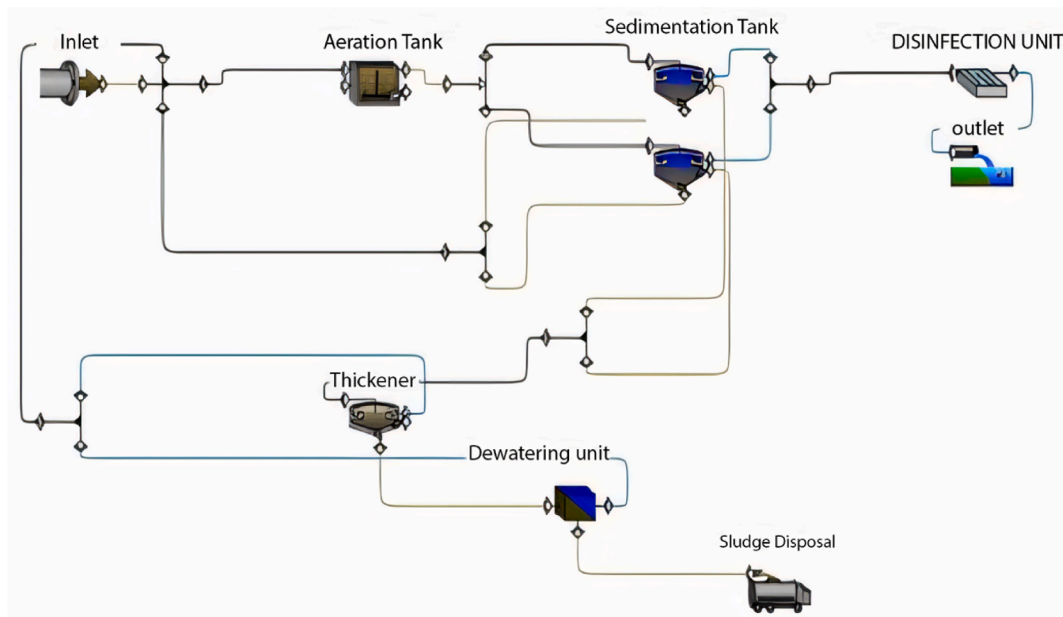 Inlet
Aeration Tank
Sedimentation Tank
DISINFECTION UNIT
outlet
Thickener
Dewatering unit
Sludge Disposal